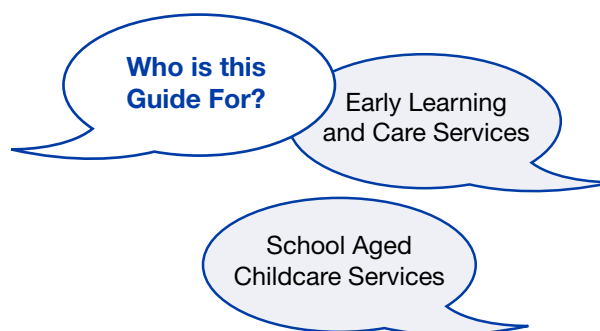 Who is this
Guide For?
Early Learning
and Care Services
School Aged
Childcare Services